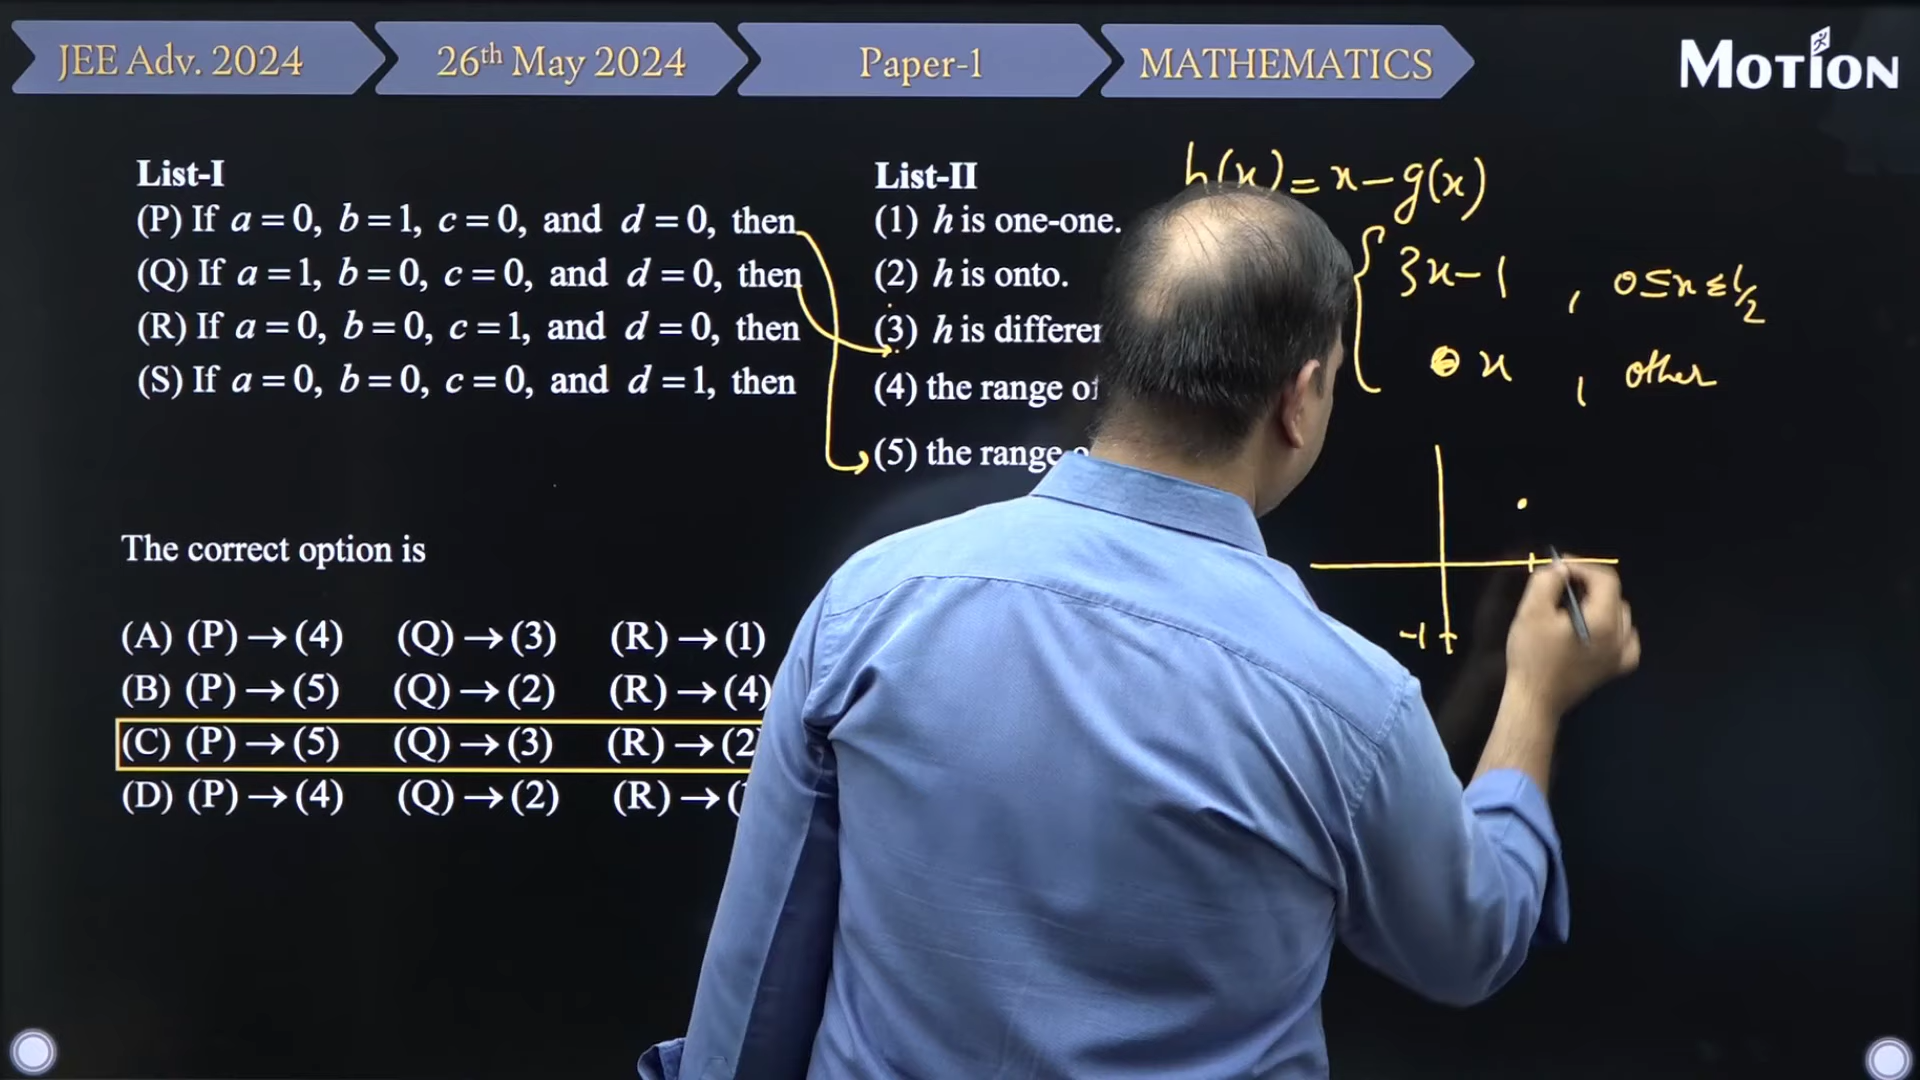 JEE Adv. 2024 26th May 2024 Paper-1 MATHEMATICS MOTION
List-I
(P) If a = 0, b = 1, c = 0, and d = 0, then
(Q) If a = 1, b = 0, c = 0, and d = 0, then
(R) If a = 0, b = 0, c = 1, and d = 0, then
(S) If a = 0, b = 0, c = 0, and d = 1, then
List-II
(1) h is one-one.
(2) h is onto.
(3) h is differen
(4) the range of
(5) the range o
h(x) = x - g(x)
{ 3x-1 , 0≤x≤1/2
x , other
-1
The correct option is
(A) (P) → (4) (Q) → (3) (R) → (1)
(B) (P) → (5) (Q) → (2) (R) → (4)
(C) (P) → (5) (Q) → (3) (R) → (2
(D) (P) → (4) (Q) → (2) (R) → (